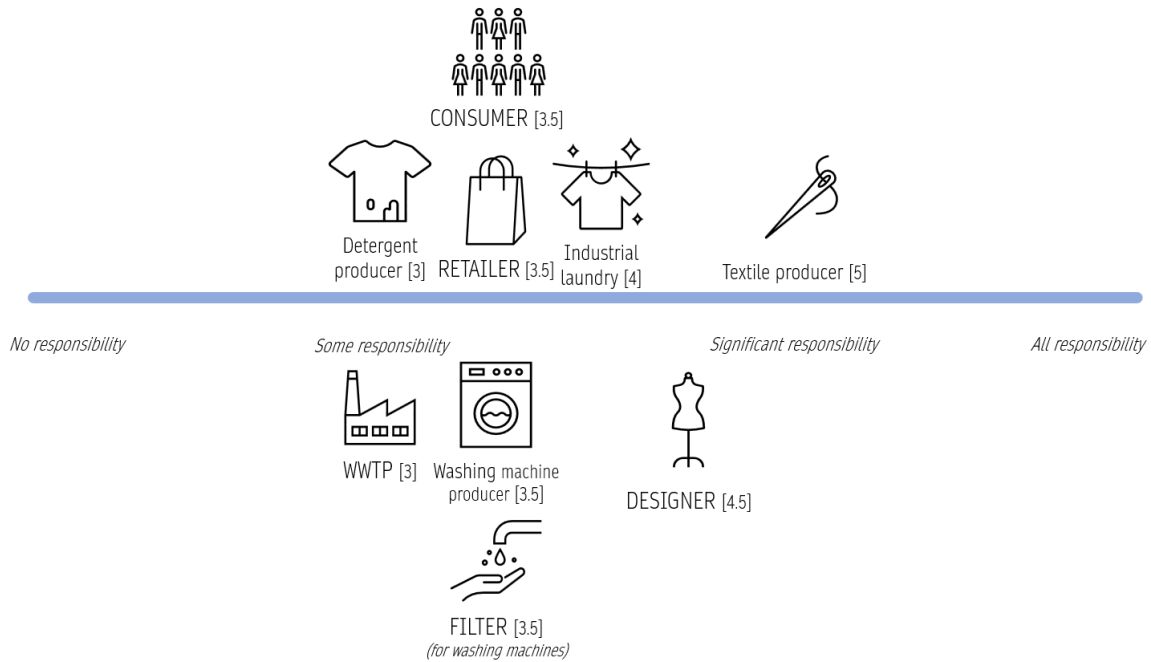 CONSUMER [3.5]
Detergent
producer [3]
RETAILER [3.5]
Industrial
laundry [4]
Textile producer [5]
No responsibility
Some responsibility
Significant responsibility
All responsibility
WWTP [3]
Washing machine
producer [3.5]
DESIGNER [4.5]
FILTER [3.5]
(for washing machines)